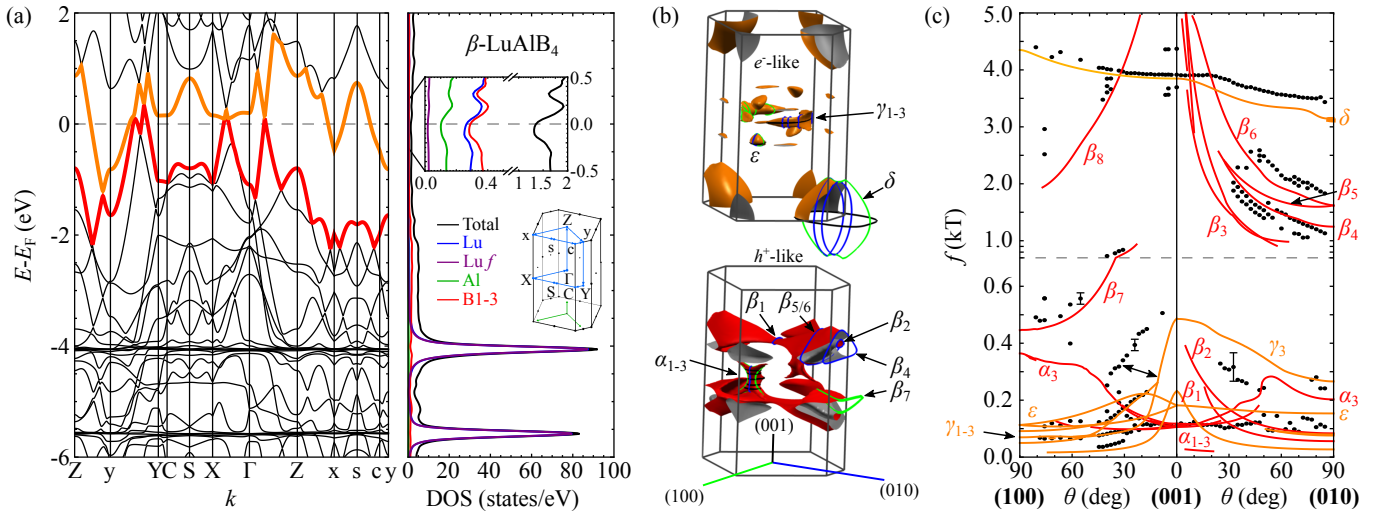 (a)
E-E_F (eV)
2
0
-2
-4
-6
Z y Y C S X Γ Z x s c y
k
β-LuAlB₄
0.5
0.0
-0.5
0.0 0.4 1 1.5 2
Total
Lu
Lu f
Al
B1-3
Z
x y
s c
Γ
X Y
S C
0 20 40 60 80 100
DOS (states/eV)
(b)
e⁻-like
γ₁₋₃
ε
δ
h⁺-like
β₁ β₅/₆
β₂
α₁₋₃
β₄
β₇
(001)
(100)
(010)
(c)
f (kT)
5.0
4.0
3.0
2.0
1.0
0.6
0.4
0.2
0.0
δ
β₆
β₈
β₅
β₃
β₄
β₇
β₂
γ₃
α₃
β₁
α₃
ε
ε
γ₁₋₃
α₁₋₃
90 60 30 0 30 60 90
(100) θ (deg) (001) θ (deg) (010)